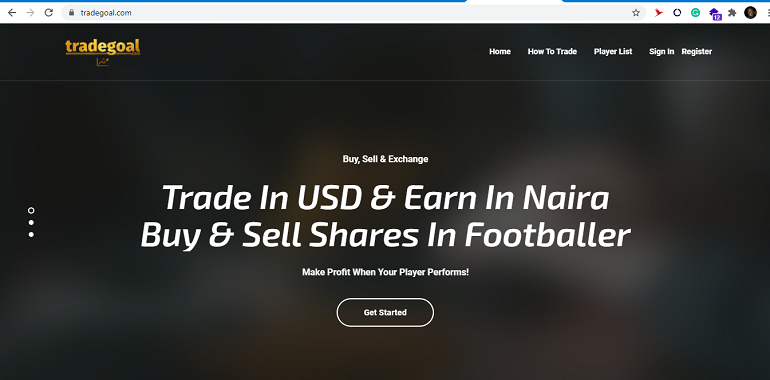 tradegoal.com
12
tradegoal
Home How To Trade Player List Sign In Register
Buy, Sell & Exchange
Trade In USD & Earn In Naira
Buy & Sell Shares In Footballer
Make Profit When Your Player Performs!
Get Started